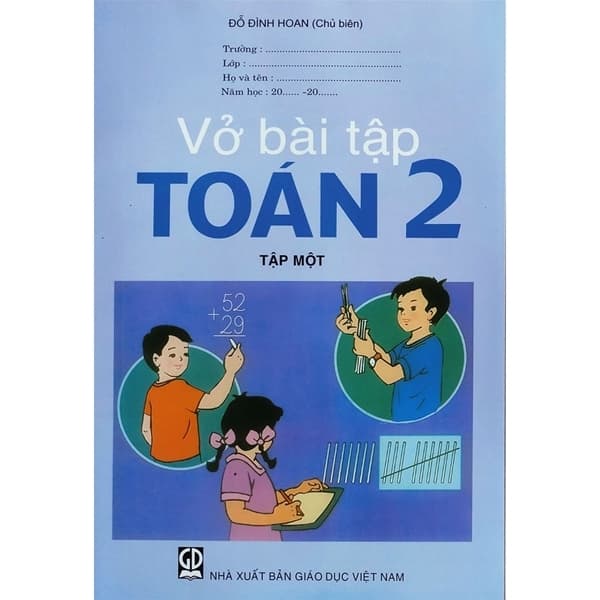 ĐỖ ĐÌNH HOAN (Chủ biên)
Trường : ................................................
Lớp : ......................................................
Họ và tên : ............................................
Năm học : 20...... -20.......
Vở bài tập
TOÁN 2
TẬP MỘT
52
+
29
GD
NHÀ XUẤT BẢN GIÁO DỤC VIỆT NAM